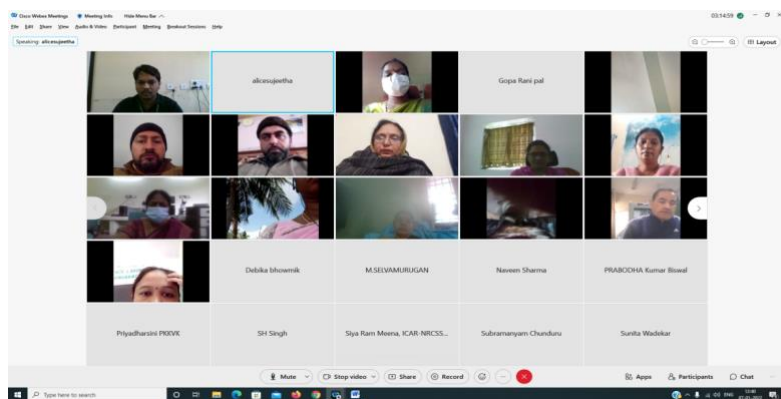 Cisco Webex Meetings Meeting Info Hide Menu Bar 03:14:59
File Edit Share View Audio & Video Participant Meeting Breakout Sessions Help
Speaking: alicesujeetha Layout
alicesujeetha Gopa Rani pal
Debika bhowmik M.SELVAMURUGAN Naveen Sharma PRABODHA Kumar Biswal
Priyadharsini PKKVK SH Singh Siya Ram Meena, ICAR-NRCSS... Subramanyam Chunduru Sunita Wadekar
Mute Stop video Share Record Apps Participants Chat
Type here to search ENG